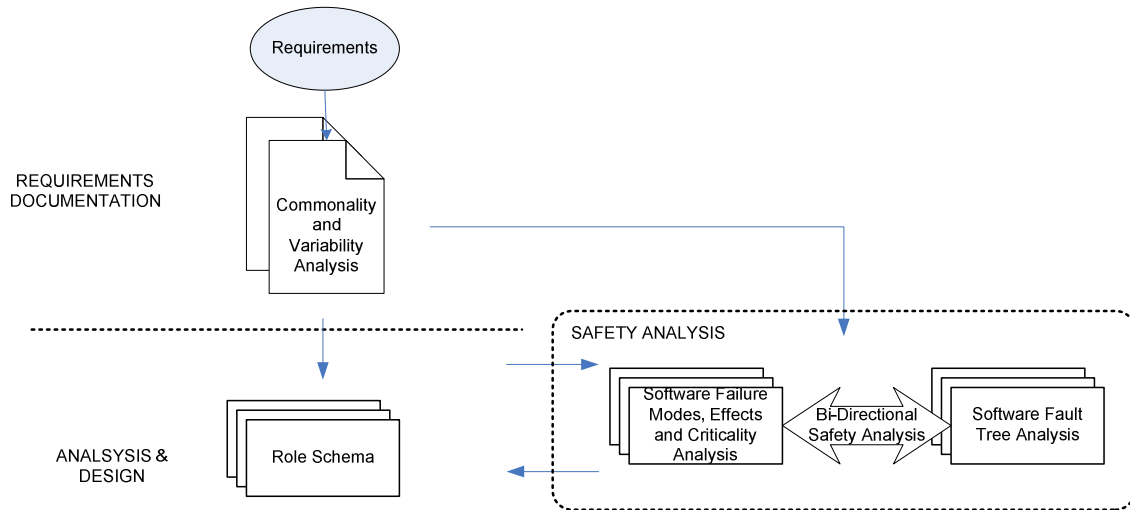 Requirements
REQUIREMENTS
DOCUMENTATION
Commonality
and
Variability
Analysis
SAFETY ANALYSIS
ANALSYSIS &
DESIGN
Role Schema
Software Failure
Modes, Effects
and Criticality
Analysis
Bi-Directional
Safety Analysis
Software Fault
Tree Analysis